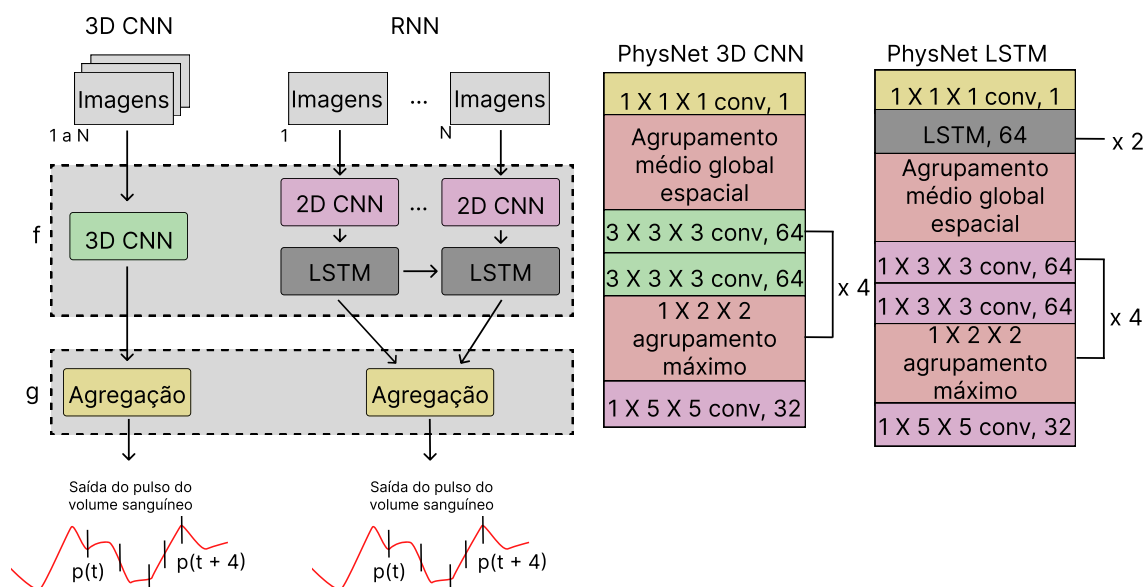 3D CNN
RNN
Imagens
1 a N
Imagens
...
Imagens
1
N
f
3D CNN
2D CNN
...
2D CNN
LSTM
LSTM
g
Agregação
Agregação
Saída do pulso do
volume sanguíneo
p(t)
p(t + 4)
Saída do pulso do
volume sanguíneo
p(t)
p(t + 4)
PhysNet 3D CNN
1 X 1 X 1 conv, 1
Agrupamento
médio global
espacial
3 X 3 X 3 conv, 64
3 X 3 X 3 conv, 64
1 X 2 X 2
agrupamento
máximo
x 4
1 X 5 X 5 conv, 32
PhysNet LSTM
1 X 1 X 1 conv, 1
LSTM, 64
x 2
Agrupamento
médio global
espacial
1 X 3 X 3 conv, 64
1 X 3 X 3 conv, 64
1 X 2 X 2
agrupamento
máximo
x 4
1 X 5 X 5 conv, 32